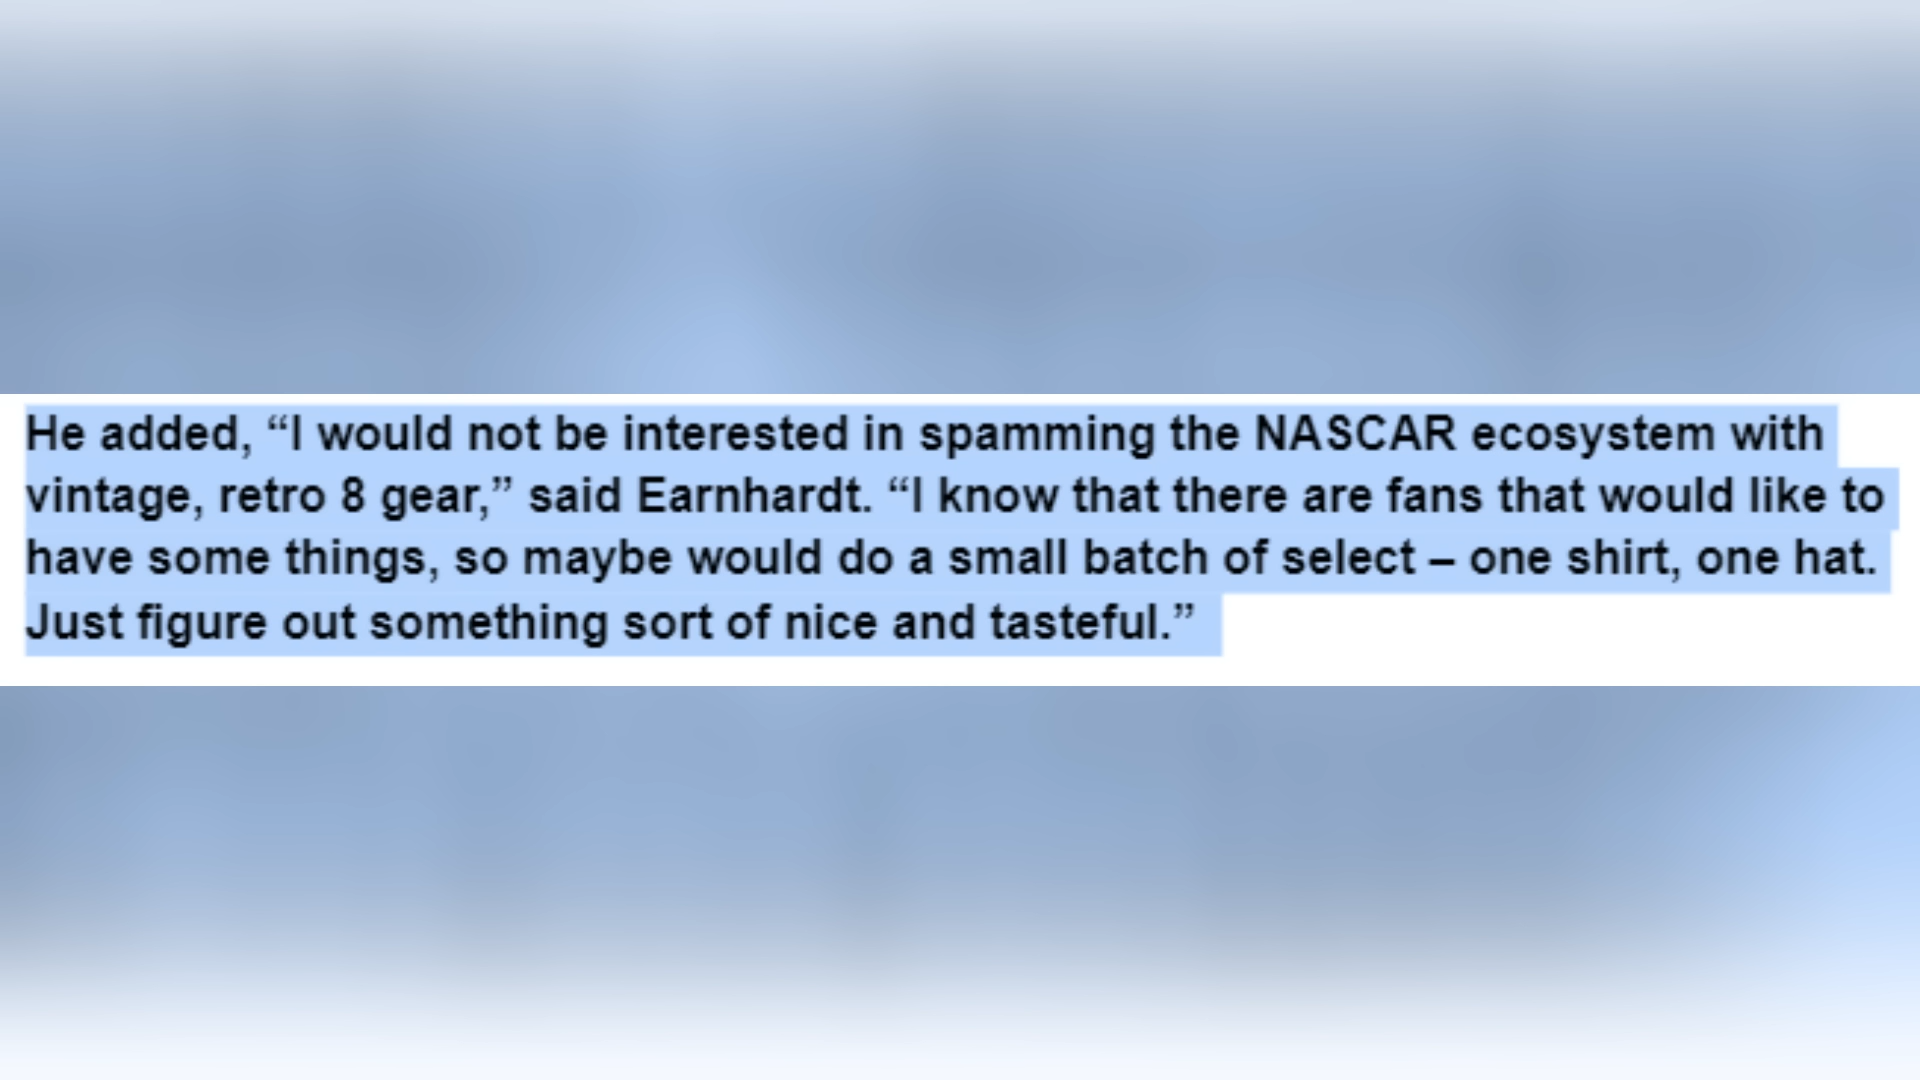 He added, “I would not be interested in spamming the NASCAR ecosystem with
vintage, retro 8 gear,” said Earnhardt. “I know that there are fans that would like to
have some things, so maybe would do a small batch of select – one shirt, one hat.
Just figure out something sort of nice and tasteful.”